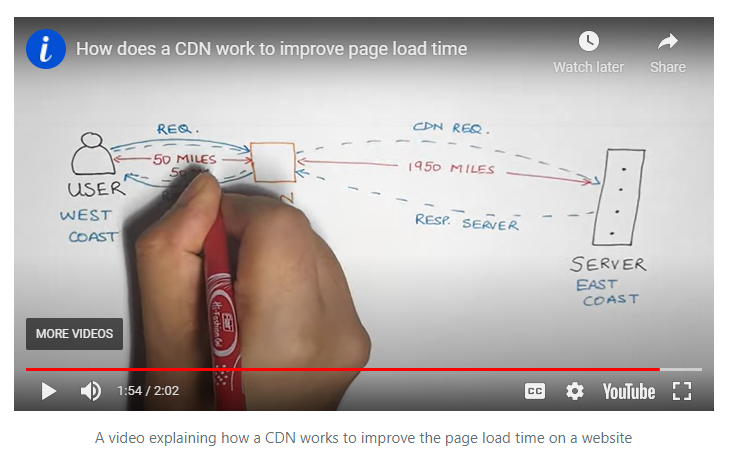 i How does a CDN work to improve page load time
Watch later Share
REQ.
CDN REQ.
50 MILES
1950 MILES
USER
RESP. SERVER
WEST
COAST
SERVER
EAST
COAST
MORE VIDEOS
1:54 / 2:02
CC YouTube
A video explaining how a CDN works to improve the page load time on a website